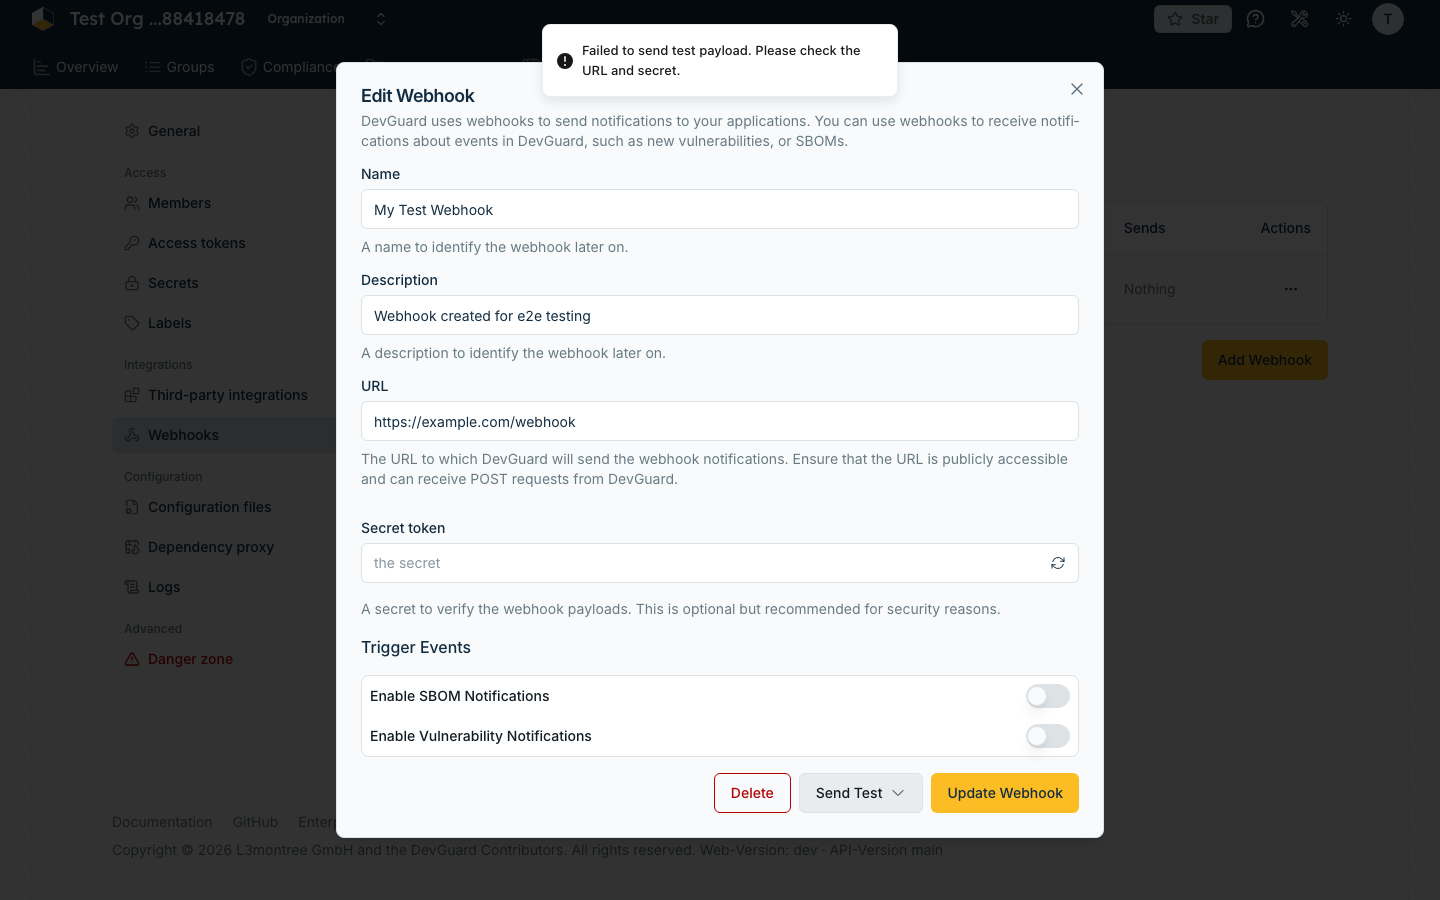 Test Org ...88418478
Organization
Star
T
Failed to send test payload. Please check the
URL and secret.
Overview
Groups
Compliance
Edit Webhook
DevGuard uses webhooks to send notifications to your applications. You can use webhooks to receive notifi-
cations about events in DevGuard, such as new vulnerabilities, or SBOMs.
General
Access
Members
Access tokens
Secrets
Labels
Integrations
Third-party integrations
Webhooks
Configuration
Configuration files
Dependency proxy
Logs
Advanced
Danger zone
Name
My Test Webhook
A name to identify the webhook later on.
Description
Webhook created for e2e testing
A description to identify the webhook later on.
URL
https://example.com/webhook
The URL to which DevGuard will send the webhook notifications. Ensure that the URL is publicly accessible
and can receive POST requests from DevGuard.
Secret token
the secret
A secret to verify the webhook payloads. This is optional but recommended for security reasons.
Trigger Events
Enable SBOM Notifications
Enable Vulnerability Notifications
Delete
Send Test
Update Webhook
Sends
Actions
Nothing
Add Webhook
Documentation
GitHub
Copyright © 2026 L3montree GmbH and the DevGuard Contributors. All rights reserved. Web-Version: dev · API-Version main